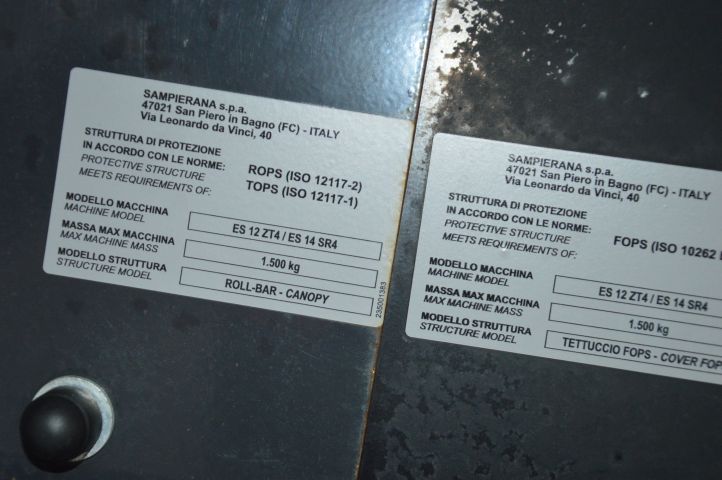 SAMPIERANA s.p.a.
47021 San Piero in Bagno (FC) - ITALY
Via Leonardo da Vinci, 40
STRUTTURA DI PROTEZIONE
IN ACCORDO CON LE NORME:
PROTECTIVE STRUCTURE
MEETS REQUIREMENTS OF:
ROPS (ISO 12117-2)
TOPS (ISO 12117-1)
MODELLO MACCHINA
MACHINE MODEL
ES 12 ZT4 / ES 14 SR4
MASSA MAX MACCHINA
MAX MACHINE MASS
1.500 kg
MODELLO STRUTTURA
STRUCTURE MODEL
ROLL-BAR - CANOPY
235001383
SAMPIERANA s.p.a.
47021 San Piero in Bagno (FC) - ITALY
Via Leonardo da Vinci, 40
STRUTTURA DI PROTEZIONE
IN ACCORDO CON LE NORME:
PROTECTIVE STRUCTURE
MEETS REQUIREMENTS OF:
FOPS (ISO 10262
MODELLO MACCHINA
MACHINE MODEL
ES 12 ZT4 / ES 14 SR4
MASSA MAX MACCHINA
MAX MACHINE MASS
1.500 kg
MODELLO STRUTTURA
STRUCTURE MODEL
TETTUCCIO FOPS - COVER FOP